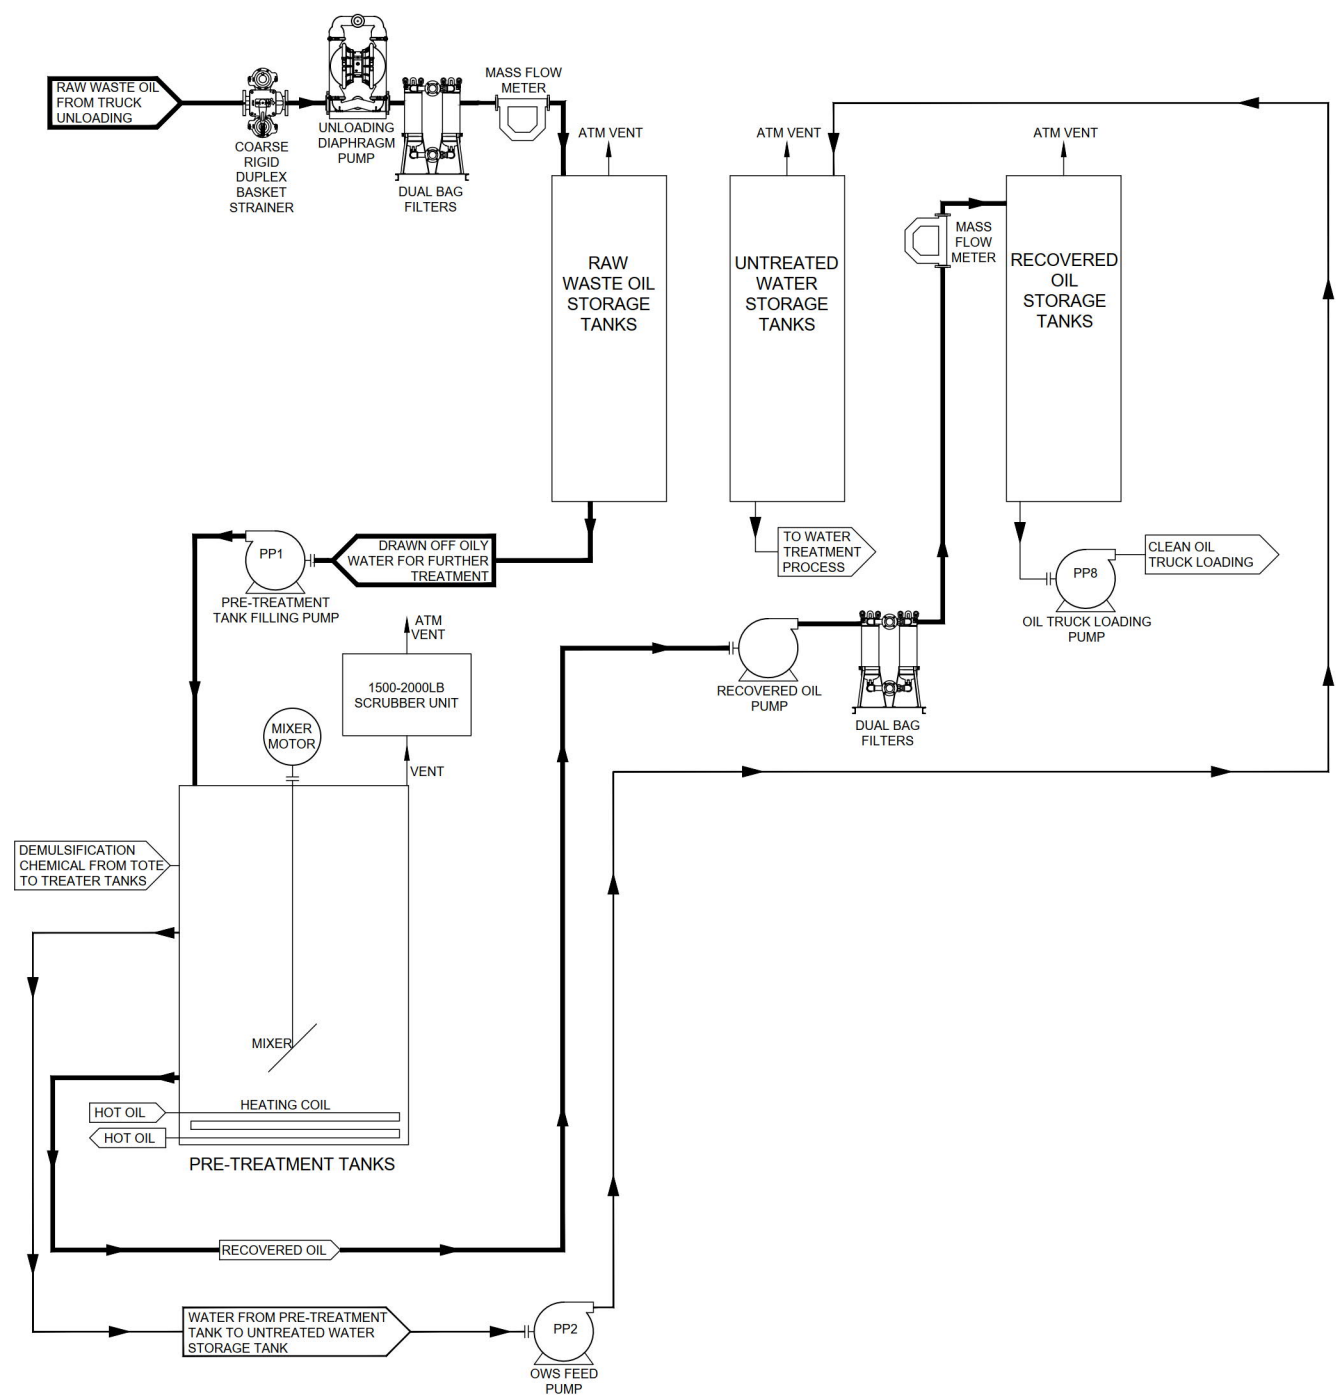 RAW WASTE OIL
FROM TRUCK
UNLOADING
COARSE
RIGID
DUPLEX
BASKET
STRAINER
UNLOADING
DIAPHRAGM
PUMP
DUAL BAG
FILTERS
MASS FLOW
METER
ATM VENT
RAW
WASTE OIL
STORAGE
TANKS
ATM VENT
UNTREATED
WATER
STORAGE
TANKS
MASS
FLOW
METER
ATM VENT
RECOVERED
OIL
STORAGE
TANKS
PP1
PRE-TREATMENT
TANK FILLING PUMP
DRAWN OFF OILY
WATER FOR FURTHER
TREATMENT
TO WATER
TREATMENT
PROCESS
PP8
OIL TRUCK LOADING
PUMP
CLEAN OIL
TRUCK LOADING
ATM
VENT
1500-2000LB
SCRUBBER UNIT
VENT
MIXER
MOTOR
RECOVERED OIL
PUMP
DUAL BAG
FILTERS
DEMULSIFICATION
CHEMICAL FROM TOTE
TO TREATER TANKS
MIXER
HEATING COIL
HOT OIL
HOT OIL
PRE-TREATMENT TANKS
RECOVERED OIL
WATER FROM PRE-TREATMENT
TANK TO UNTREATED WATER
STORAGE TANK
PP2
OWS FEED
PUMP